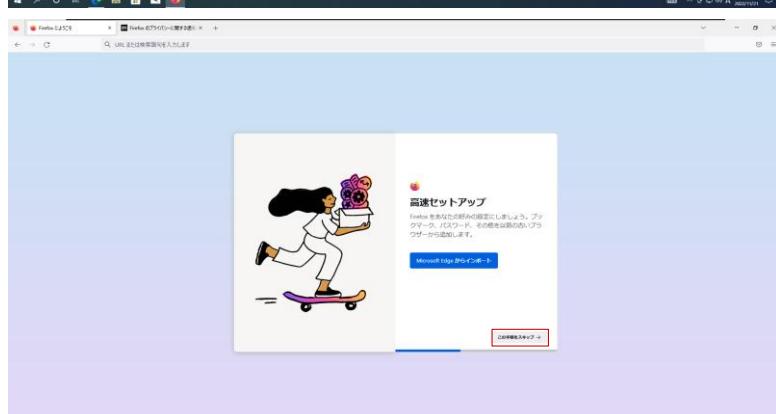 Firefox にようこそ
Firefox のプライバシーに関する通知
URL または検索語句を入力します
高速セットアップ
Firefox をあなたの好みの設定にしましょう。ブッ
クマーク、パスワード、その他を以前の古いブラ
ウザーから追加します。
Microsoft Edge からインポート
この手順をスキップ →